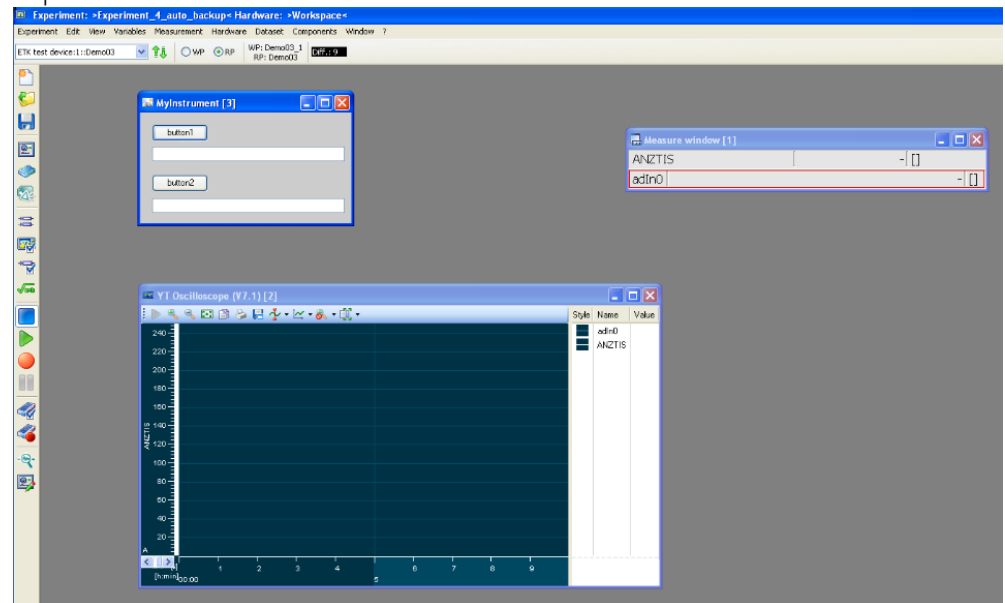 Experiment: >Experiment_4_auto_backup< Hardware: >Workspace<
Experiment Edit View Variables Measurement Hardware Dataset Components Window ?
ETK test device:1::Demo03 WP RP WP: Demo03_1 Diff.: 9
RP: Demo03
MyInstrument [3]
button1
button2
Measure window [1]
ANZTIS - []
adIn0 - []
YT Oscilloscope (V7.1) [2]
Style Name Value
adIn0
ANZTIS
240
220
200
180
160
140
120
100
80
60
40
20
ANZTIS
A
1 2 3 4 6 7 8 9
[h:min] 00:00 5